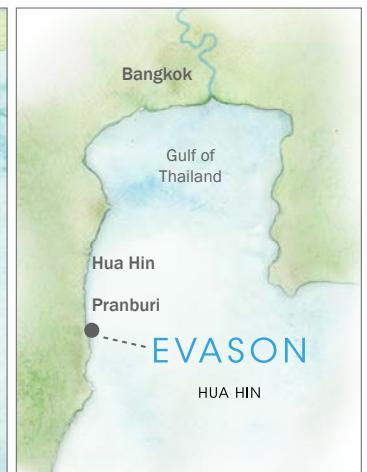 Bangkok
Gulf of
Thailand
Hua Hin
Pranburi
EVASON
HUA HIN